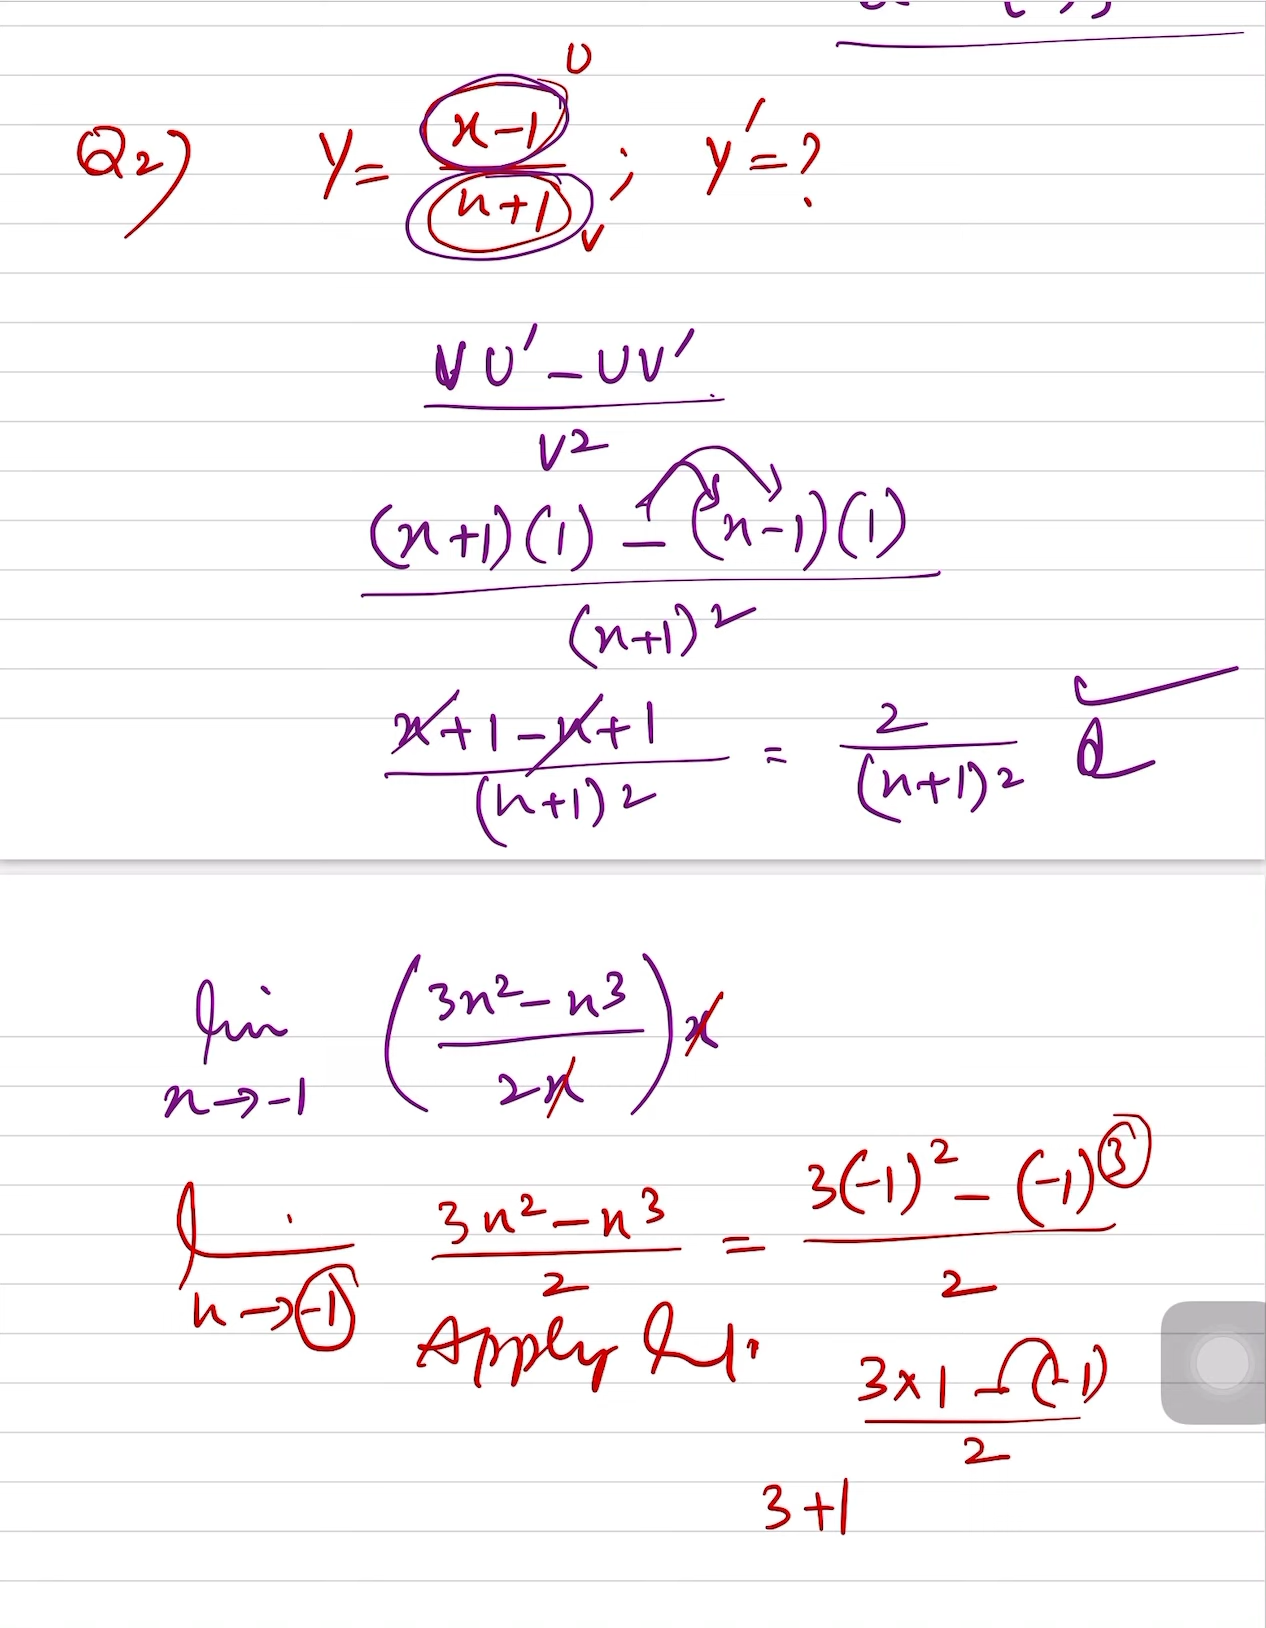 U
Q2) y = x-1 / x+1 ; y' = ?
V
VU' - UV' / V2
(x+1)(1) - (x-1)(1) / (x+1)2
x+1-x+1 / (x+1)2 = 2 / (x+1)2
lim x→-1 ( 3x2 - x3 / 2x ) x
x→-1 3x2 - x3 / 2 = 3(-1)2 - (-1)3 / 2
Apply
3×1 - (-1) / 2
3+1